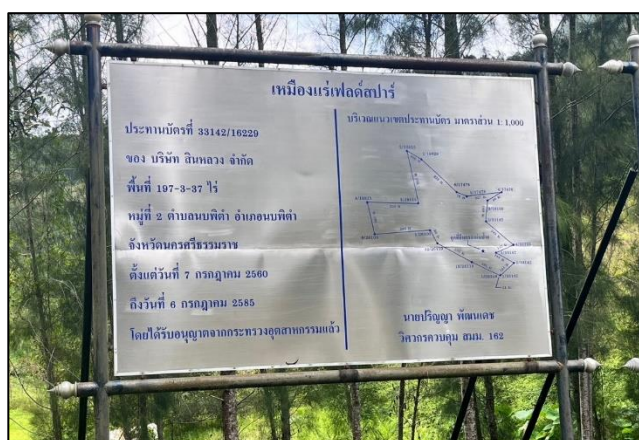 เหมืองแร่เฟลด์สปาร์
ประทานบัตรที่ 33142/16229
ของ บริษัท สินหลวง จำกัด
พื้นที่ 197-3-37 ไร่
หมู่ที่ 2 ตำบลนบพิตำ อำเภอนบพิตำ
จังหวัดนครศรีธรรมราช
ตั้งแต่วันที่ 7 กรกฎาคม 2560
ถึงวันที่ 6 กรกฎาคม 2585
โดยได้รับอนุญาตจากกระทรวงอุตสาหกรรมแล้ว
บริเวณแนวเขตประทานบัตร มาตราส่วน 1: 1,000
นายปริญญา พัฒนเดช
วิศวกรควบคุม สมม. 162